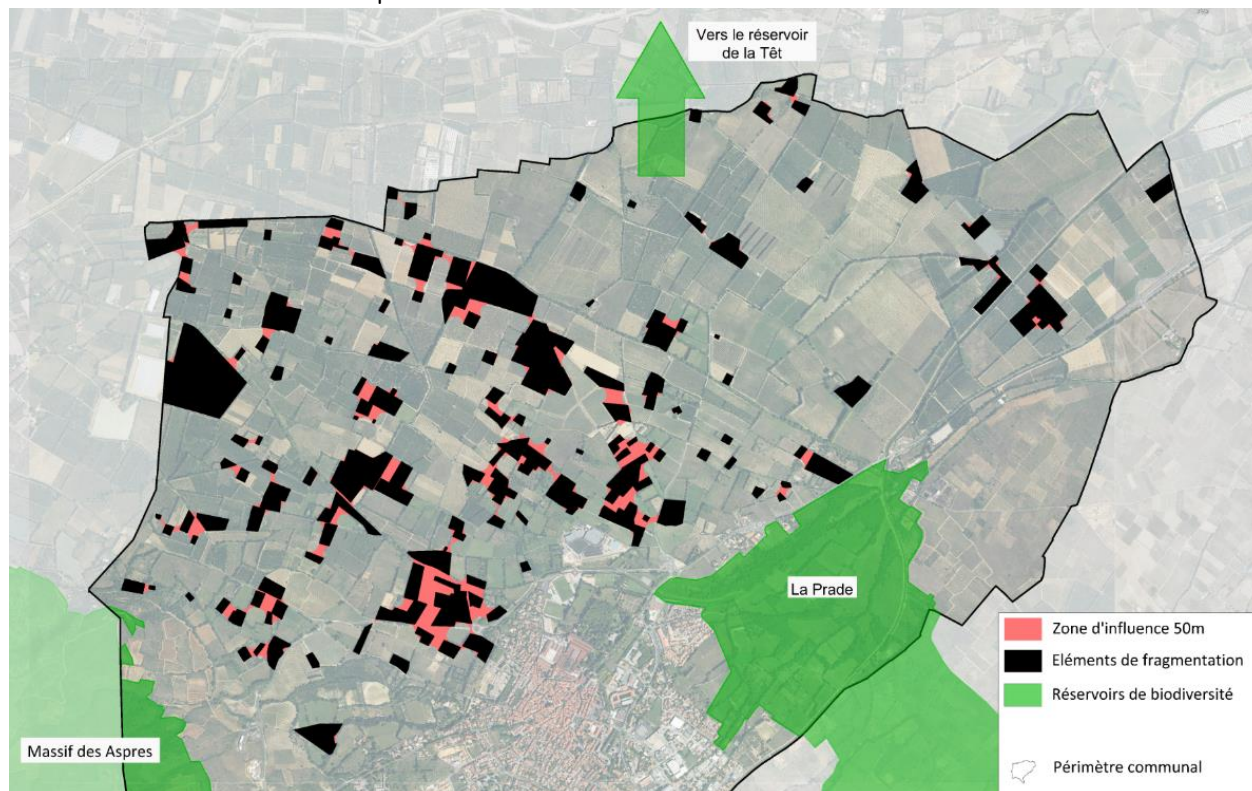 Vers le réservoir
de la Têt
La Prade
Massif des Aspres
Zone d'influence 50m
Eléments de fragmentation
Réservoirs de biodiversité
Périmètre communal